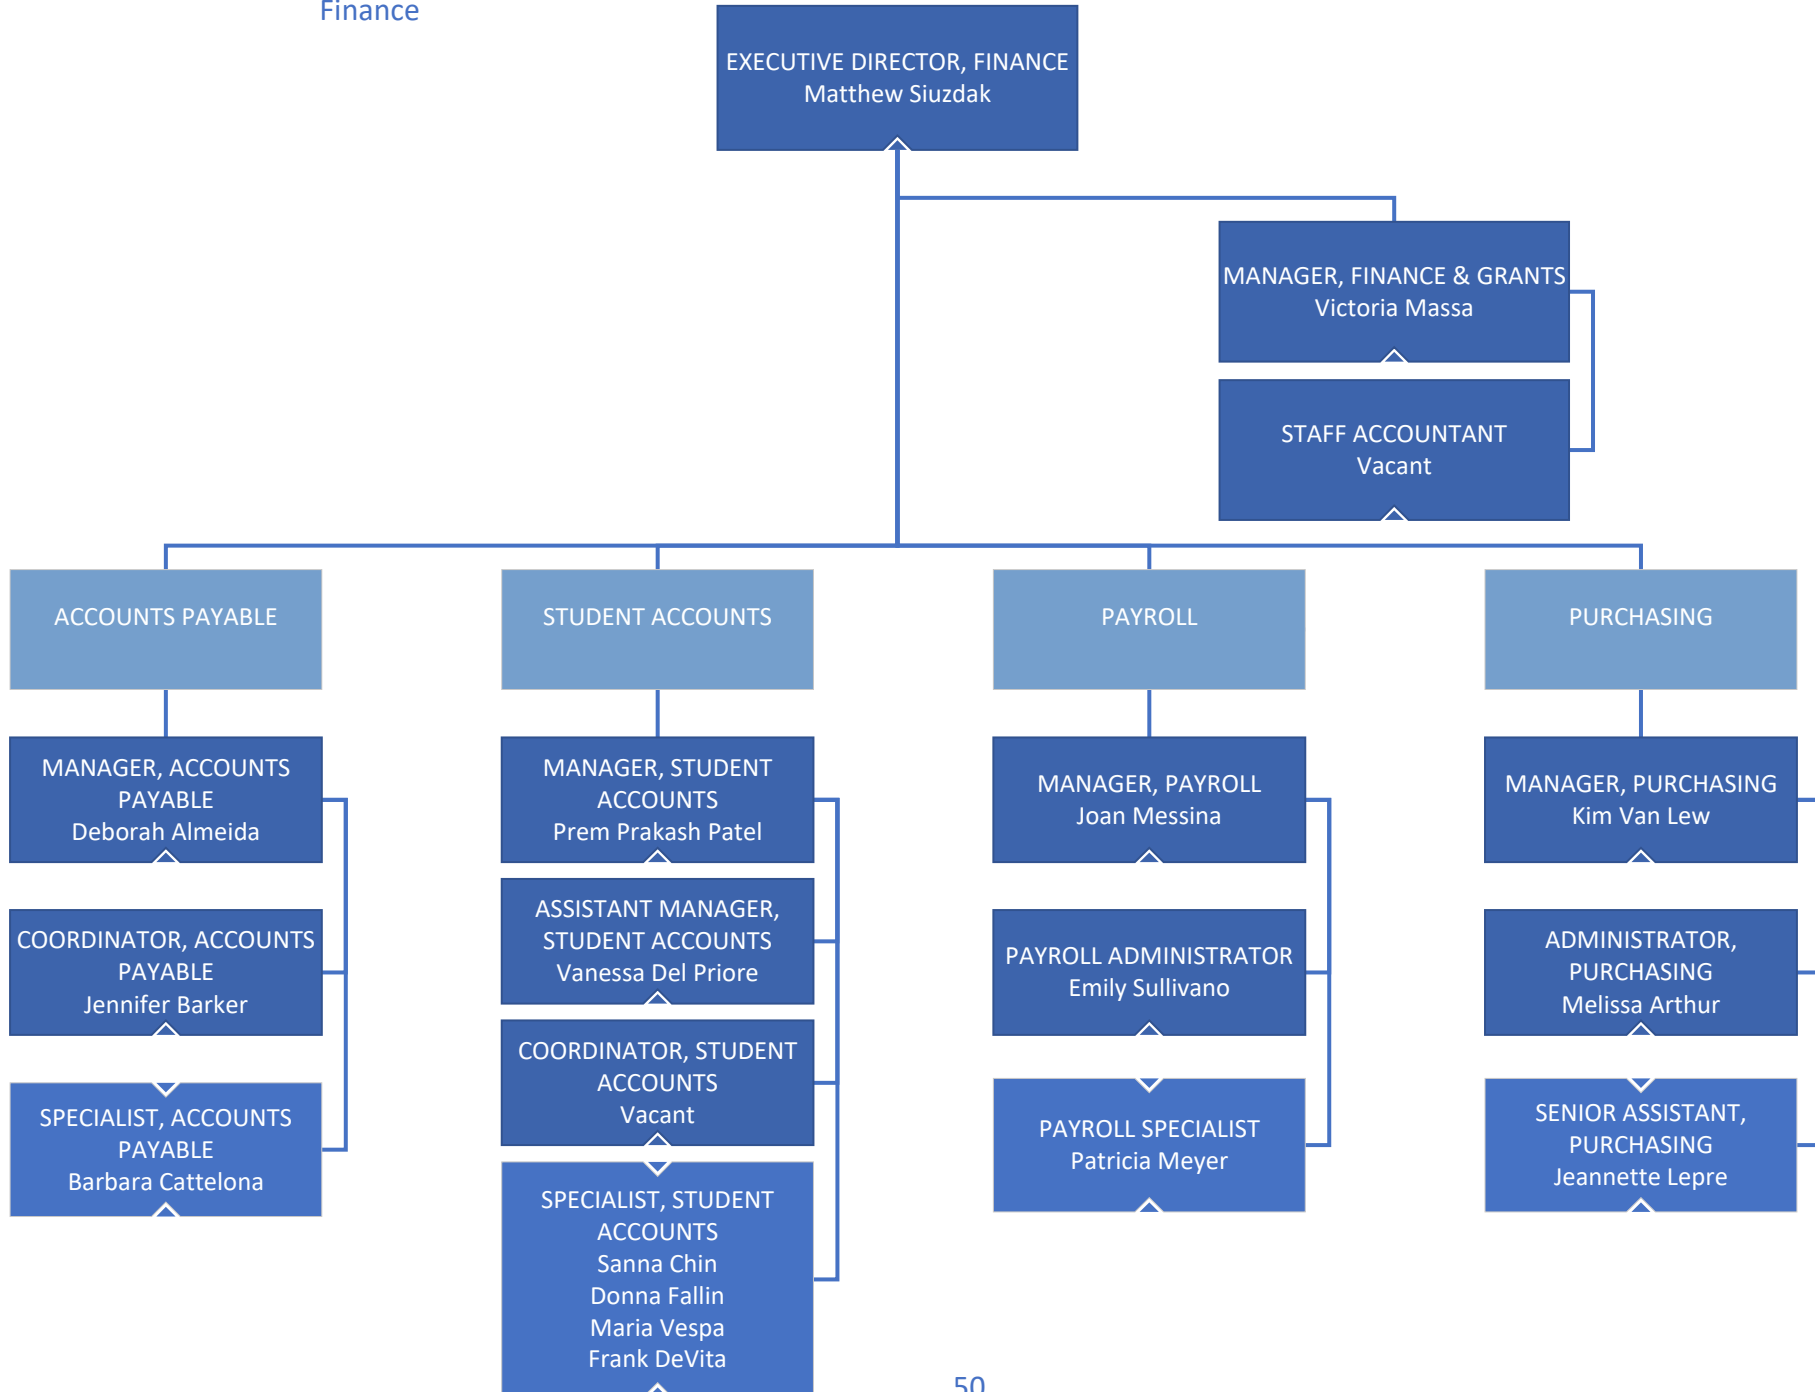 Finance
EXECUTIVE DIRECTOR, FINANCE
Matthew Siuzdak
MANAGER, FINANCE & GRANTS
Victoria Massa
STAFF ACCOUNTANT
Vacant
ACCOUNTS PAYABLE
STUDENT ACCOUNTS
PAYROLL
PURCHASING
MANAGER, ACCOUNTS
PAYABLE
Deborah Almeida
COORDINATOR, ACCOUNTS
PAYABLE
Jennifer Barker
SPECIALIST, ACCOUNTS
PAYABLE
Barbara Cattelona
MANAGER, STUDENT
ACCOUNTS
Prem Prakash Patel
ASSISTANT MANAGER,
STUDENT ACCOUNTS
Vanessa Del Priore
COORDINATOR, STUDENT
ACCOUNTS
Vacant
SPECIALIST, STUDENT
ACCOUNTS
Sanna Chin
Donna Fallin
Maria Vespa
Frank DeVita
MANAGER, PAYROLL
Joan Messina
PAYROLL ADMINISTRATOR
Emily Sullivano
PAYROLL SPECIALIST
Patricia Meyer
MANAGER, PURCHASING
Kim Van Lew
ADMINISTRATOR,
PURCHASING
Melissa Arthur
SENIOR ASSISTANT,
PURCHASING
Jeannette Lepre
50